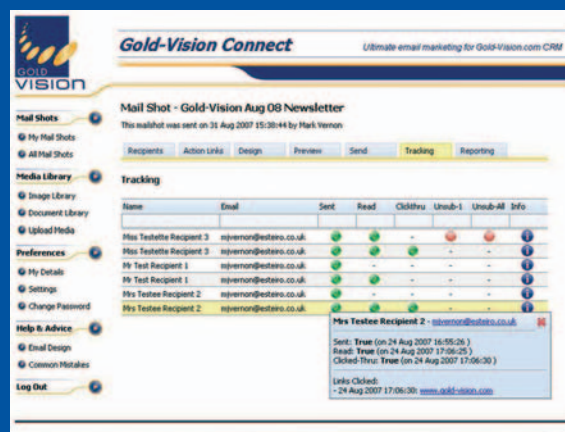 GOLD
VISION
Gold-Vision Connect
Ultimate email marketing for Gold-Vision.com CRM
Mail Shots
My Mail Shots
All Mail Shots
Media Library
Image Library
Document Library
Upload Media
Preferences
My Details
Settings
Change Password
Help & Advice
Email Design
Common Mistakes
Log Out
Mail Shot - Gold-Vision Aug 08 Newsletter
This mailshot was sent on 31 Aug 2007 15:38:44 by Mark Vernon
Recipients Action Links Design Preview Send Tracking Reporting
Tracking
Name Email Sent Read Clickthru Unsub-1 Unsub-All Info
Miss Testette Recipient 3 mjvernon@esteiro.co.uk -
Miss Testette Recipient 3 mjvernon@esteiro.co.uk - -
Mr Test Recipient 1 mjvernon@esteiro.co.uk - - - -
Mr Test Recipient 1 mjvernon@esteiro.co.uk - - -
Mrs Testee Recipient 2 mjvernon@esteiro.co.uk - - - -
Mrs Testee Recipient 2 mjvernon@esteiro.co.uk - -
Mrs Testee Recipient 2 - mjvernon@esteiro.co.uk
Sent: True (on 24 Aug 2007 16:55:26 )
Read: True (on 24 Aug 2007 17:06:25 )
Clicked-Thru: True (on 24 Aug 2007 17:06:30 )
Links Clicked:
- 24 Aug 2007 17:06:30: www.gold-vision.com